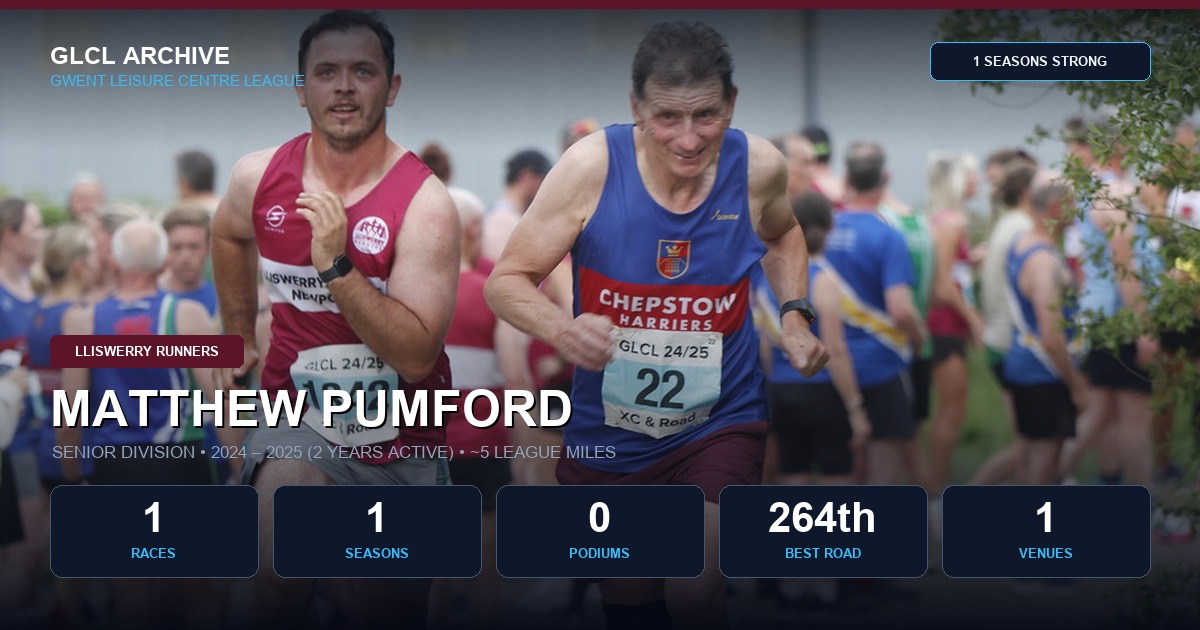 GLCL ARCHIVE
GWENT LEISURE CENTRE LEAGUE
1 SEASONS STRONG
CHEPSTOW
HARRIERS
GLCL 24/25
22
XC & Road
GLCL 24/25
LLISWERRY RUNNERS
MATTHEW PUMFORD
SENIOR DIVISION • 2024 – 2025 (2 YEARS ACTIVE) • ~5 LEAGUE MILES
1
RACES
1
SEASONS
0
PODIUMS
264th
BEST ROAD
1
VENUES